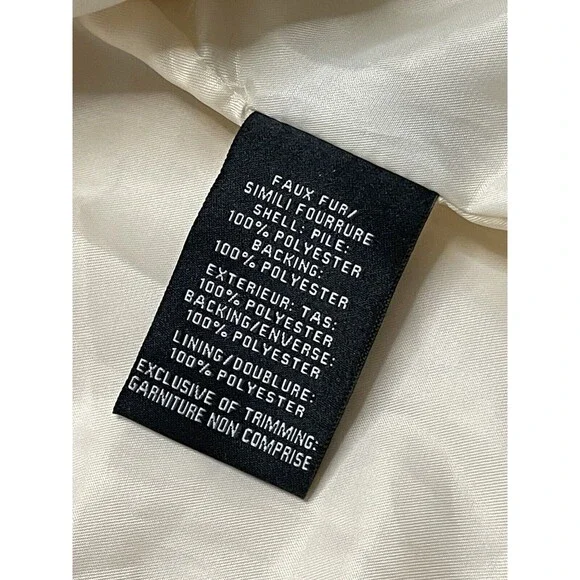 FAUX FUR/
SIMILI FOURRURE
SHELL: PILE:
100% POLYESTER
BACKING:
100% POLYESTER
EXTERIEUR: TAS:
100% POLYESTER
BACKING/ENVERSE:
100% POLYESTER
LINING/DOUBLURE:
100% POLYESTER
EXCLUSIVE OF TRIMMING:
GARNITURE NON COMPRISE